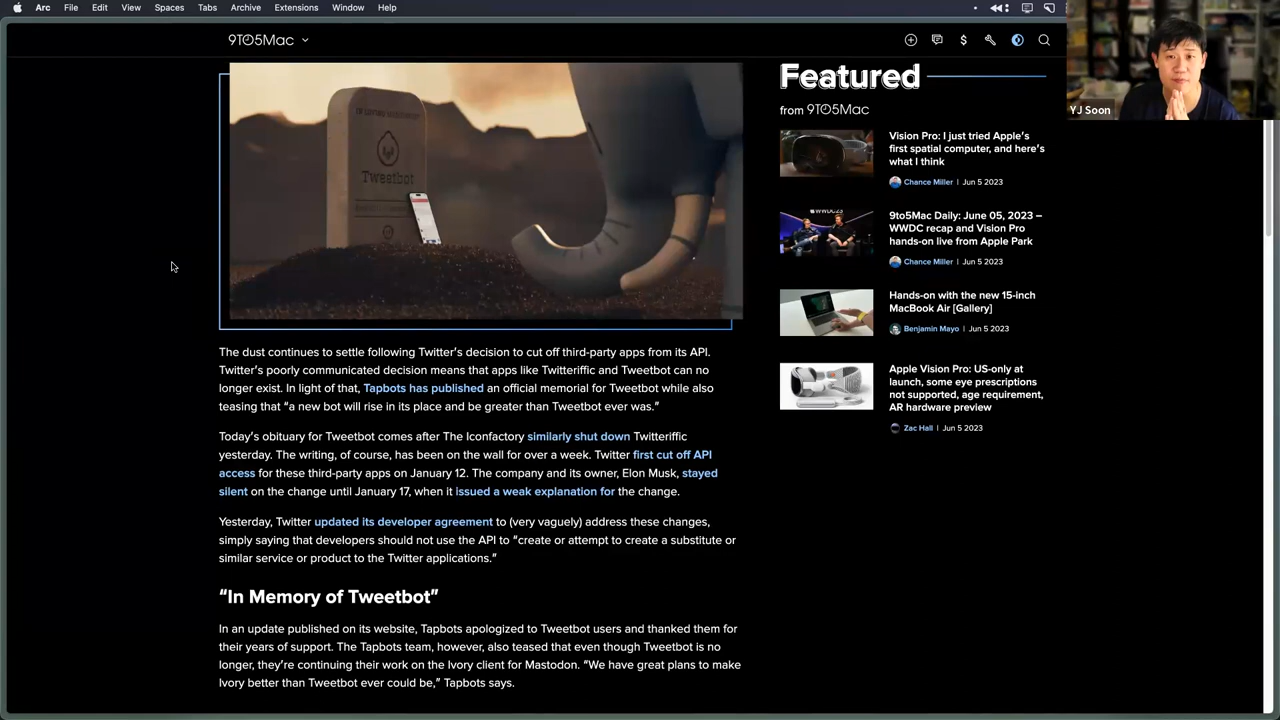 Arc File Edit View Spaces Tabs Archive Extensions Window Help
9TO5Mac
Tweetbot
The dust continues to settle following Twitter's decision to cut off third-party apps from its API.
Twitter's poorly communicated decision means that apps like Twitteriffic and Tweetbot can no
longer exist. In light of that, Tapbots has published an official memorial for Tweetbot while also
teasing that “a new bot will rise in its place and be greater than Tweetbot ever was.”
Today's obituary for Tweetbot comes after The Iconfactory similarly shut down Twitteriffic
yesterday. The writing, of course, has been on the wall for over a week. Twitter first cut off API
access for these third-party apps on January 12. The company and its owner, Elon Musk, stayed
silent on the change until January 17, when it issued a weak explanation for the change.
Yesterday, Twitter updated its developer agreement to (very vaguely) address these changes,
simply saying that developers should not use the API to “create or attempt to create a substitute or
similar service or product to the Twitter applications.”
“In Memory of Tweetbot”
In an update published on its website, Tapbots apologized to Tweetbot users and thanked them for
their years of support. The Tapbots team, however, also teased that even though Tweetbot is no
longer, they're continuing their work on the Ivory client for Mastodon. “We have great plans to make
Ivory better than Tweetbot ever could be,” Tapbots says.
Featured
from 9TO5Mac
Vision Pro: I just tried Apple's
first spatial computer, and here's
what I think
Chance Miller | Jun 5 2023
WWDC23
9to5Mac Daily: June 05, 2023 –
WWDC recap and Vision Pro
hands-on live from Apple Park
Chance Miller | Jun 5 2023
Hands-on with the new 15-inch
MacBook Air [Gallery]
Benjamin Mayo | Jun 5 2023
Apple Vision Pro: US-only at
launch, some eye prescriptions
not supported, age requirement,
AR hardware preview
Zac Hall | Jun 5 2023
YJ Soon